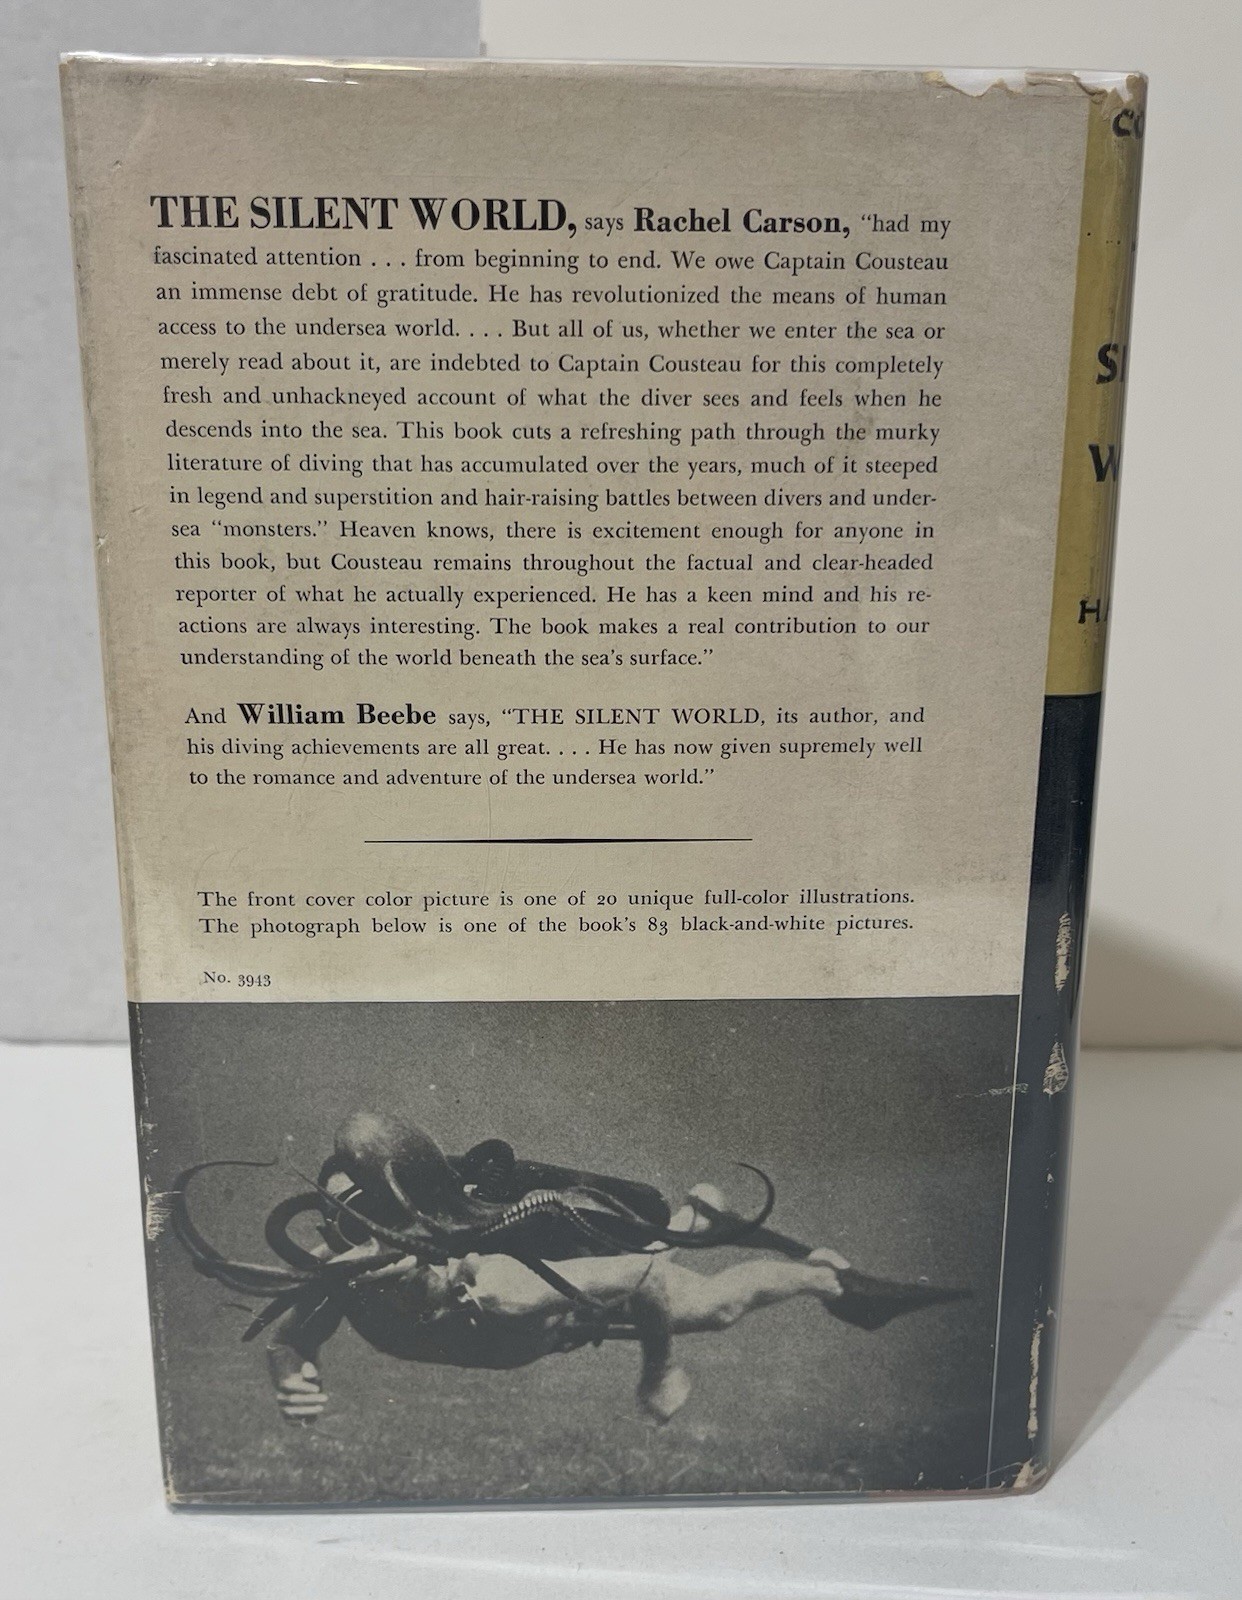 THE SILENT WORLD, says Rachel Carson, “had my
fascinated attention . . . from beginning to end. We owe Captain Cousteau
an immense debt of gratitude. He has revolutionized the means of human
access to the undersea world. . . . But all of us, whether we enter the sea or
merely read about it, are indebted to Captain Cousteau for this completely
fresh and unhackneyed account of what the diver sees and feels when he
descends into the sea. This book cuts a refreshing path through the murky
literature of diving that has accumulated over the years, much of it steeped
in legend and superstition and hair-raising battles between divers and under-
sea “monsters.” Heaven knows, there is excitement enough for anyone in
this book, but Cousteau remains throughout the factual and clear-headed
reporter of what he actually experienced. He has a keen mind and his re-
actions are always interesting. The book makes a real contribution to our
understanding of the world beneath the sea’s surface.”
And William Beebe says, “THE SILENT WORLD, its author, and
his diving achievements are all great. . . . He has now given supremely well
to the romance and adventure of the undersea world.”
The front cover color picture is one of 20 unique full-color illustrations.
The photograph below is one of the book’s 83 black-and-white pictures.
No. 3943